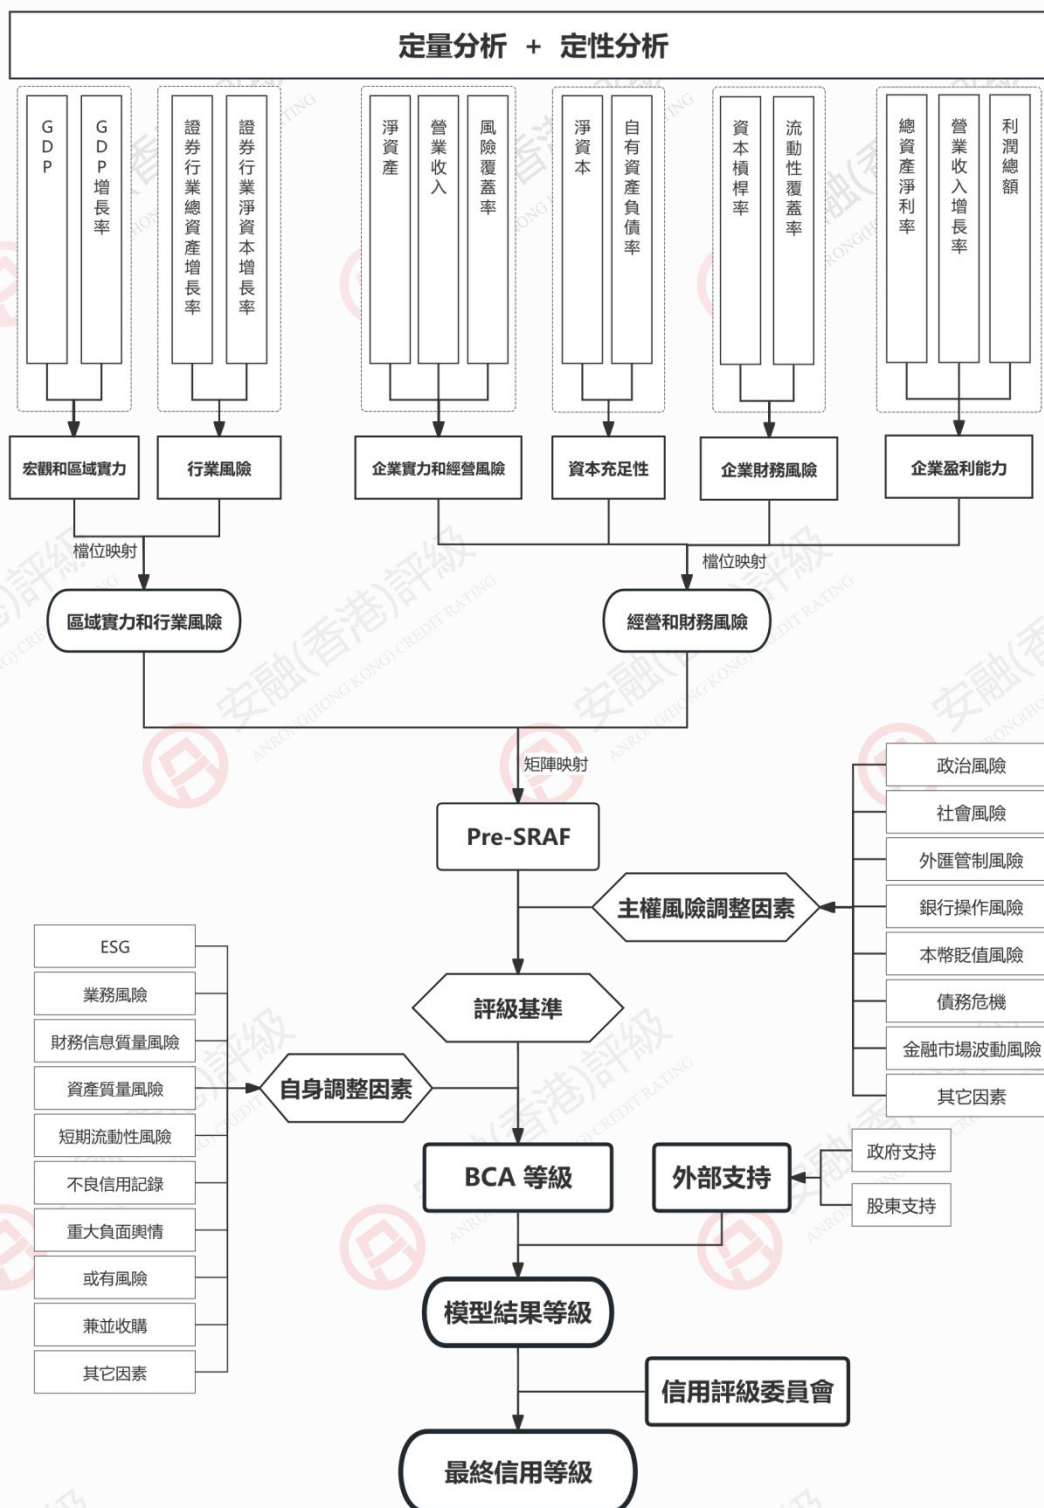 定量分析 + 定性分析
GDP
GDP增長率
證券行業總資產增長率
證券行業淨資本增長率
淨資產
營業收入
風險覆蓋率
淨資本
自有資產負債率
資本槓桿率
流動性覆蓋率
總資產淨利率
營業收入增長率
利潤總額
宏觀和區域實力
行業風險
企業實力和經營風險
資本充足性
企業財務風險
企業盈利能力
檔位映射
檔位映射
區域實力和行業風險
經營和財務風險
矩陣映射
Pre-SRAF
主權風險調整因素
政治風險
社會風險
外匯管制風險
銀行操作風險
本幣貶值風險
債務危機
金融市場波動風險
其它因素
評級基準
ESG
業務風險
財務信息質量風險
資產質量風險
短期流動性風險
不良信用記錄
重大負面輿情
或有風險
兼並收購
其它因素
自身調整因素
BCA 等級
外部支持
政府支持
股東支持
模型結果等級
信用評級委員會
最終信用等級
安融(香港)評級
ANRONG(HONG KONG) CREDIT RATING